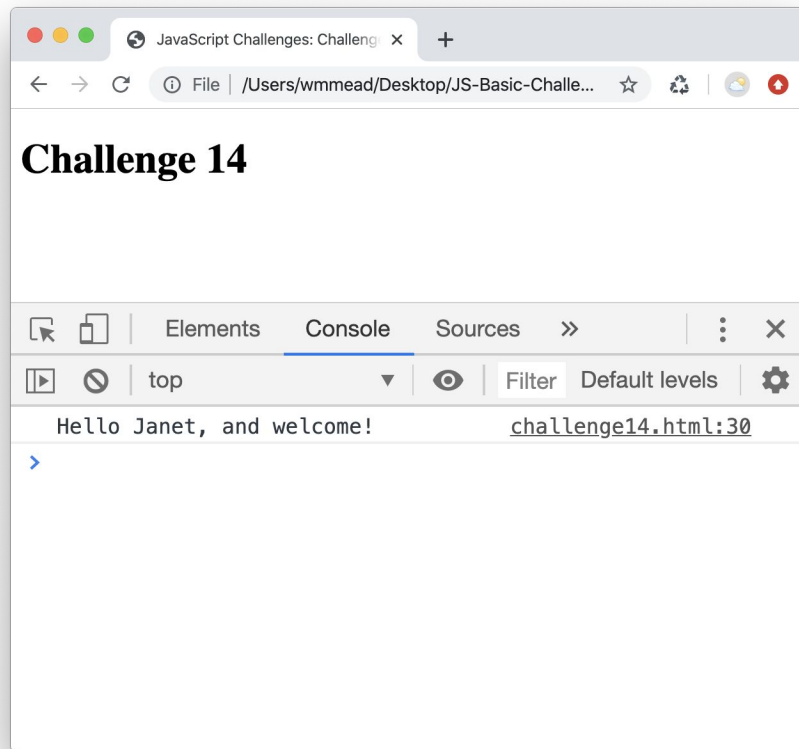 JavaScript Challenges: Challeng
File /Users/wmmead/Desktop/JS-Basic-Challe...
Challenge 14
Elements Console Sources
top Filter Default levels
Hello Janet, and welcome! challenge14.html:30